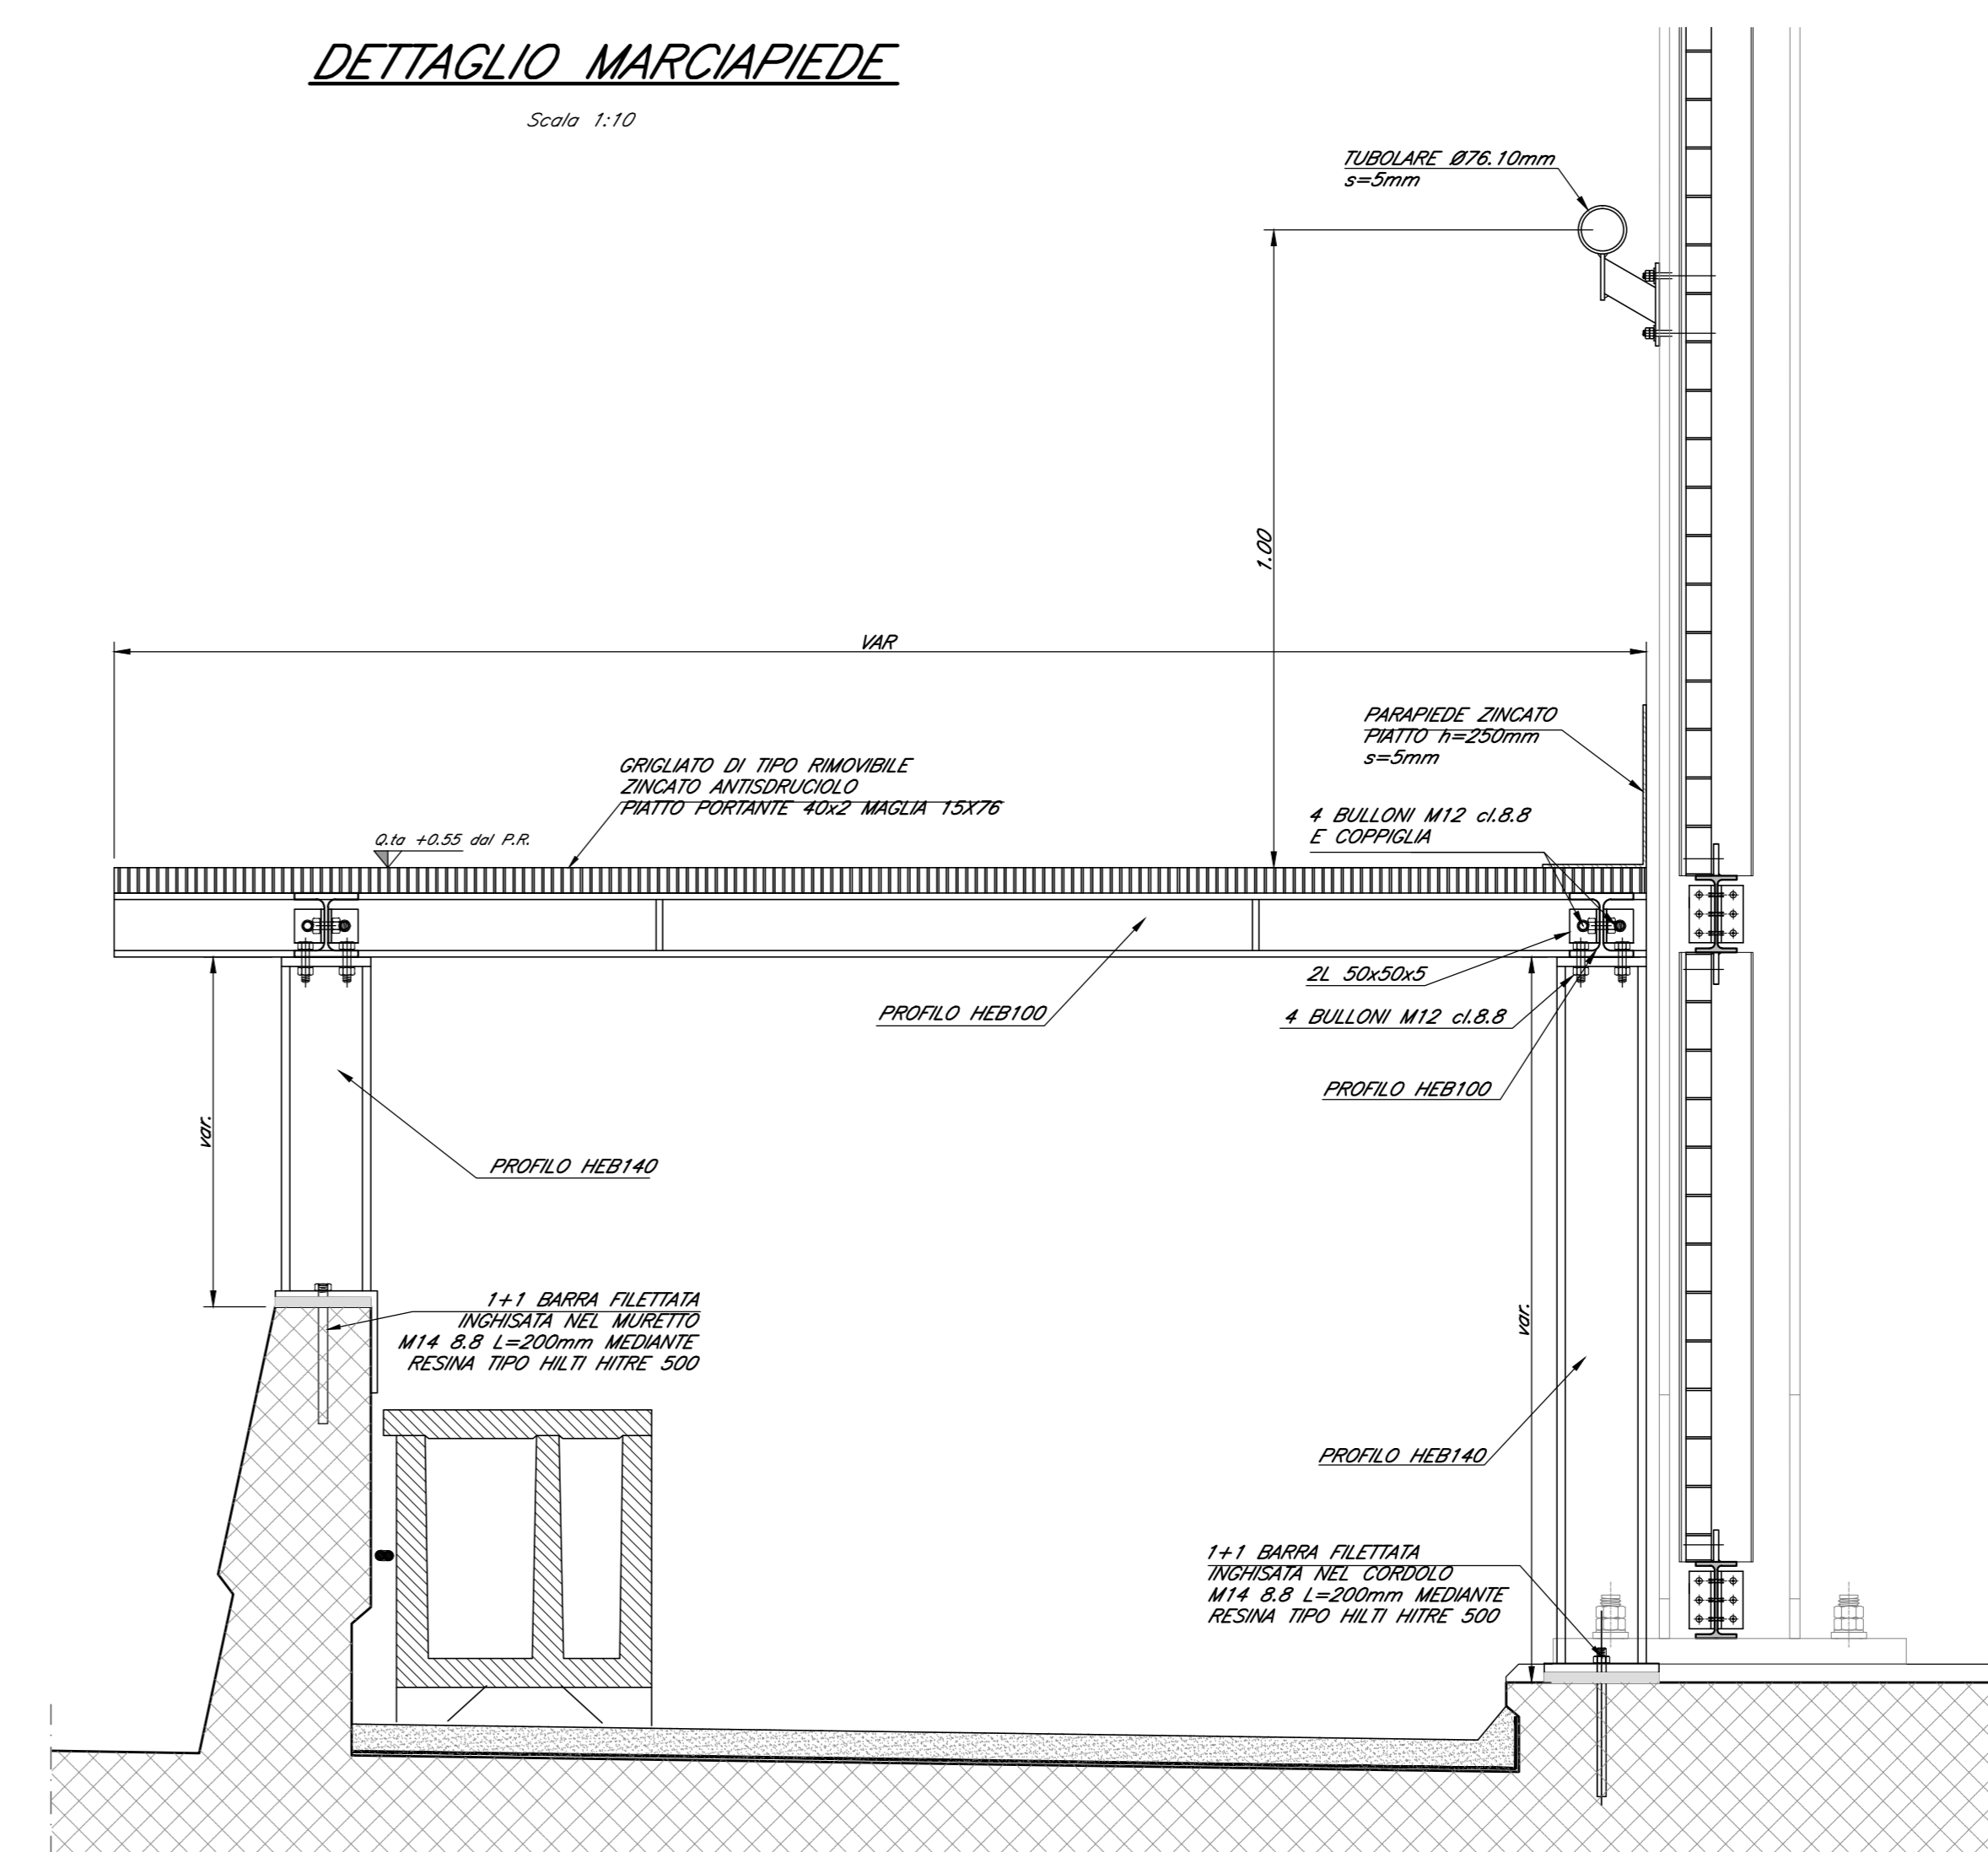 DETTAGLIO MARCIAPIEDE
Scala 1:10
TUBOLARE Ø76.10mm
s=5mm
1.00
VAR
PARAPIEDE ZINCATO
PIATTO h=250mm
s=5mm
GRIGLIATO DI TIPO RIMOVIBILE
ZINCATO ANTISDRUCIOLO
PIATTO PORTANTE 40x2 MAGLIA 15X76
4 BULLONI M12 cl.8.8
E COPPIGLIA
Q.ta +0.55 dal P.R.
2L 50x50x5
PROFILO HEB100
4 BULLONI M12 cl.8.8
PROFILO HEB100
var.
PROFILO HEB140
1+1 BARRA FILETTATA
INGHISATA NEL MURETTO
M14 8.8 L=200mm MEDIANTE
RESINA TIPO HILTI HITRE 500
var.
PROFILO HEB140
1+1 BARRA FILETTATA
INGHISATA NEL CORDOLO
M14 8.8 L=200mm MEDIANTE
RESINA TIPO HILTI HITRE 500